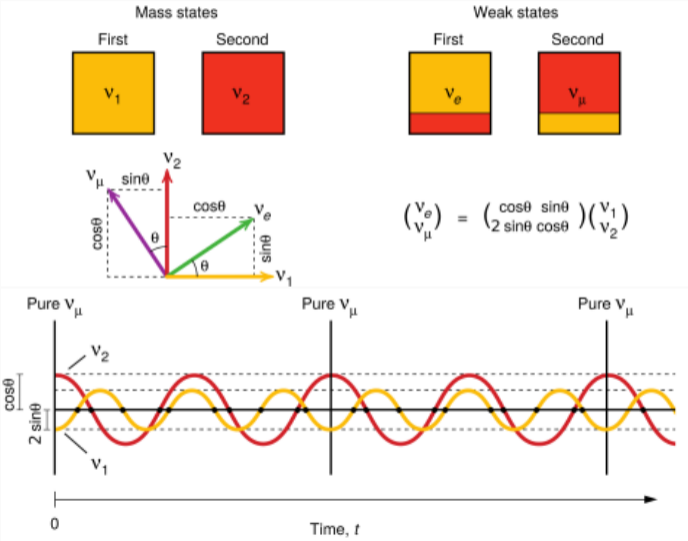 Mass states
Weak states
First
Second
First
Second
ν1
ν2
νe
νμ
ν2
νμ
sinθ
cosθ
νe
cosθ
θ
sinθ
θ
ν1
(νe νμ) = (cosθ sinθ 2 sinθ cosθ)(ν1 ν2)
Pure νμ
Pure νμ
Pure νμ
ν2
cosθ
2 sinθ
ν1
0
Time, t